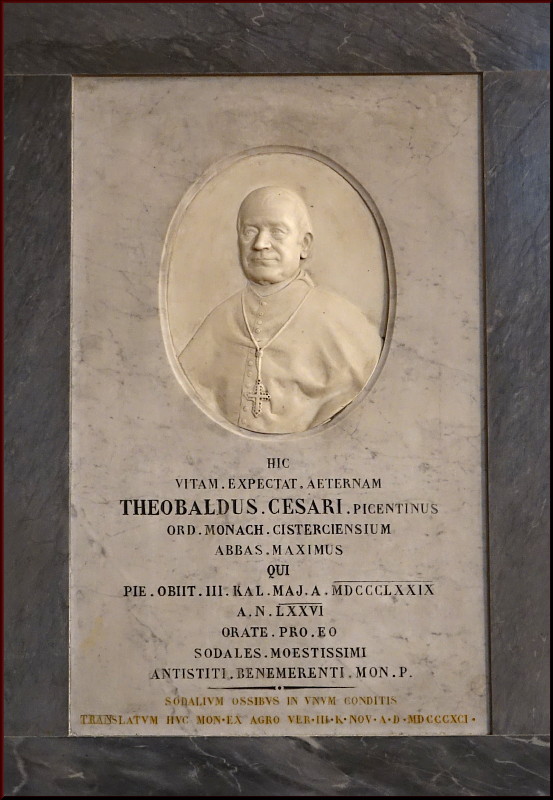 HIC
VITAM.EXPECTAT.AETERNAM
THEOBALDUS.CESARI.PICENTINUS
ORD.MONACH.CISTERCIENSIUM
ABBAS.MAXIMUS
QUI
PIE.OBIIT.III.KAL.MAJ.A.MDCCCLXXIX
A.N.LXXVI
ORATE.PRO.EO
SODALES.MOESTISSIMI
ANTISTITI.BENEMERENTI.MON.P.
SODALIVM OSSIBVS IN VNVM CONDITIS
TRANSLATVM HVC MON·EX AGRO VER·III·K·NOV·A·D·MDCCCXCI·